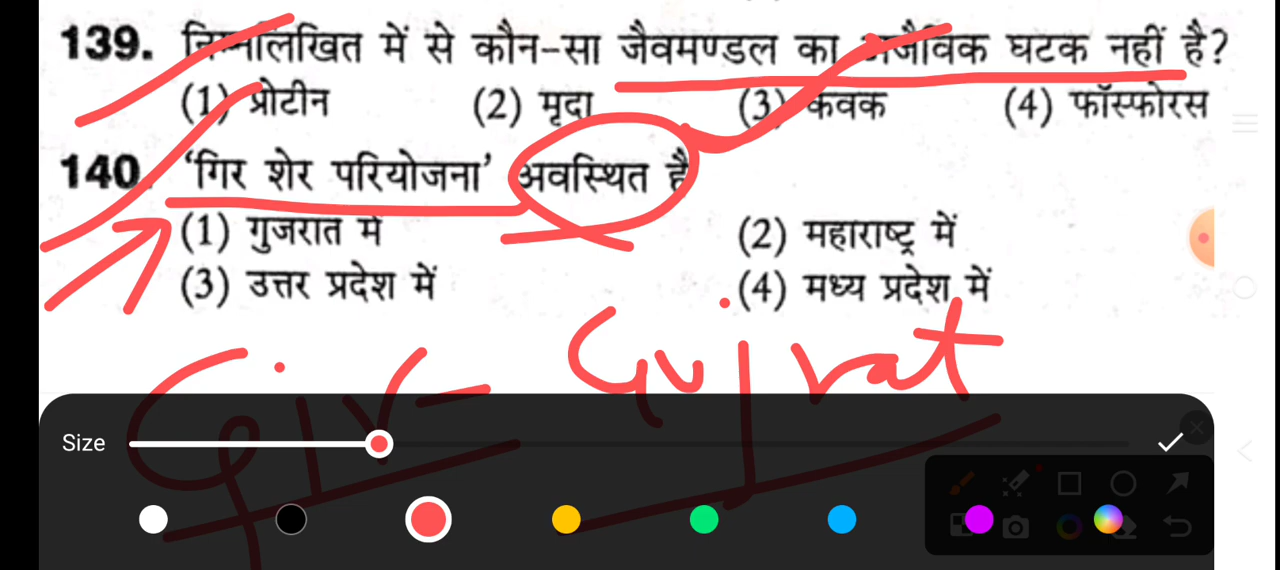 139. निम्नलिखित में से कौन-सा जैवमण्डल का अजैविक घटक नहीं है?
(1) प्रोटीन (2) मृदा (3) कवक (4) फॉस्फोरस
140. ‘गिर शेर परियोजना’ अवस्थित है
(1) गुजरात में (2) महाराष्ट्र में
(3) उत्तर प्रदेश में (4) मध्य प्रदेश में
Gir - Gujrat
Size